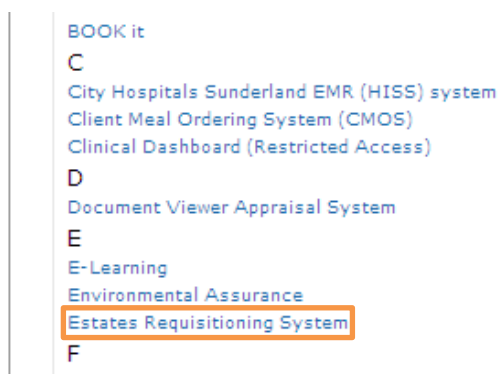 BOOK it
C
City Hospitals Sunderland EMR (HISS) system
Client Meal Ordering System (CMOS)
Clinical Dashboard (Restricted Access)
D
Document Viewer Appraisal System
E
E-Learning
Environmental Assurance
Estates Requisitioning System
F